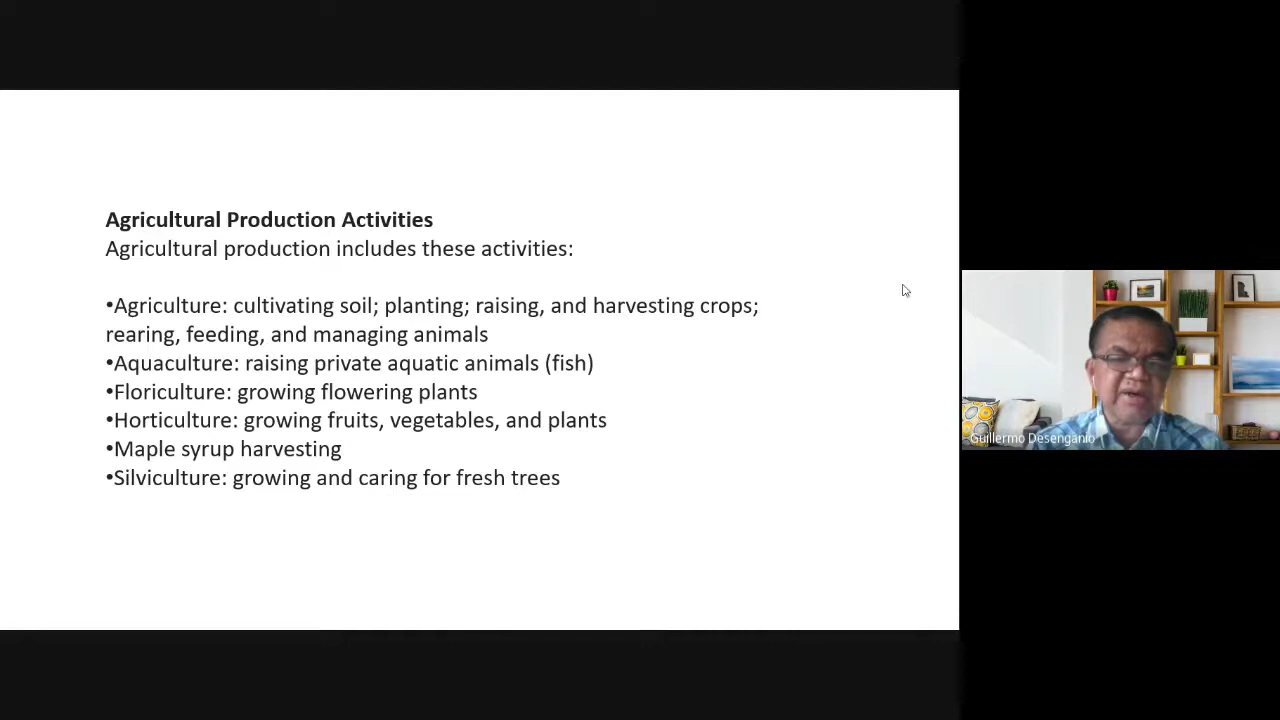 Agricultural Production Activities
Agricultural production includes these activities:
•Agriculture: cultivating soil; planting; raising, and harvesting crops;
rearing, feeding, and managing animals
•Aquaculture: raising private aquatic animals (fish)
•Floriculture: growing flowering plants
•Horticulture: growing fruits, vegetables, and plants
•Maple syrup harvesting
•Silviculture: growing and caring for fresh trees
Guillermo Desenganio